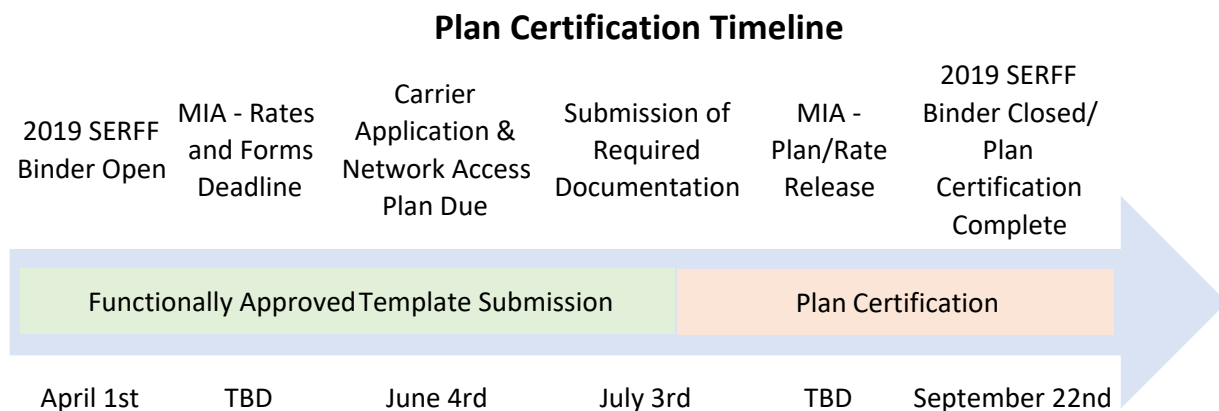 Plan Certification Timeline
2019 SERFF
Binder Open
MIA - Rates
and Forms
Deadline
Carrier
Application &
Network Access
Plan Due
Submission of
Required
Documentation
MIA -
Plan/Rate
Release
2019 SERFF
Binder Closed/
Plan
Certification
Complete
Functionally Approved Template Submission
Plan Certification
April 1st
TBD
June 4rd
July 3rd
TBD
September 22nd